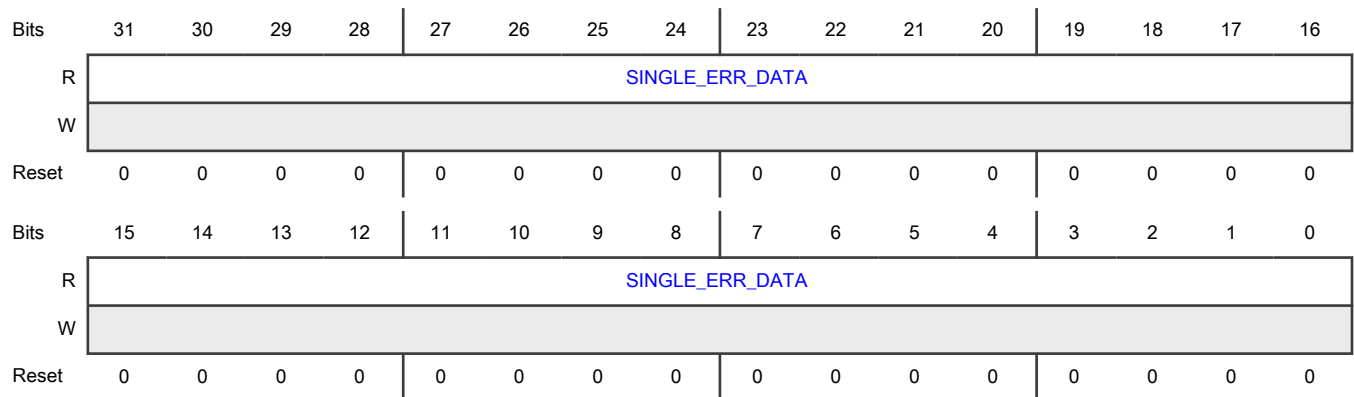 Bits 31 30 29 28 27 26 25 24 23 22 21 20 19 18 17 16
R SINGLE_ERR_DATA
W
Reset 0 0 0 0 0 0 0 0 0 0 0 0 0 0 0 0
Bits 15 14 13 12 11 10 9 8 7 6 5 4 3 2 1 0
R SINGLE_ERR_DATA
W
Reset 0 0 0 0 0 0 0 0 0 0 0 0 0 0 0 0